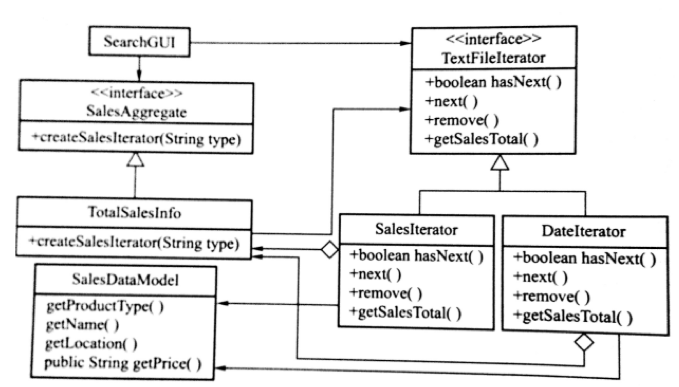 SearchGUI
<<interface>>
TextFileIterator
+boolean hasNext( )
+next( )
+remove( )
+getSalesTotal( )
<<interface>>
SalesAggregate
+createSalesIterator(String type)
TotalSalesInfo
+createSalesIterator(String type)
SalesIterator
+boolean hasNext( )
+next( )
+remove( )
+getSalesTotal( )
DateIterator
+boolean hasNext( )
+next( )
+remove( )
+getSalesTotal( )
SalesDataModel
getProductType( )
getName( )
getLocation( )
public String getPrice( )